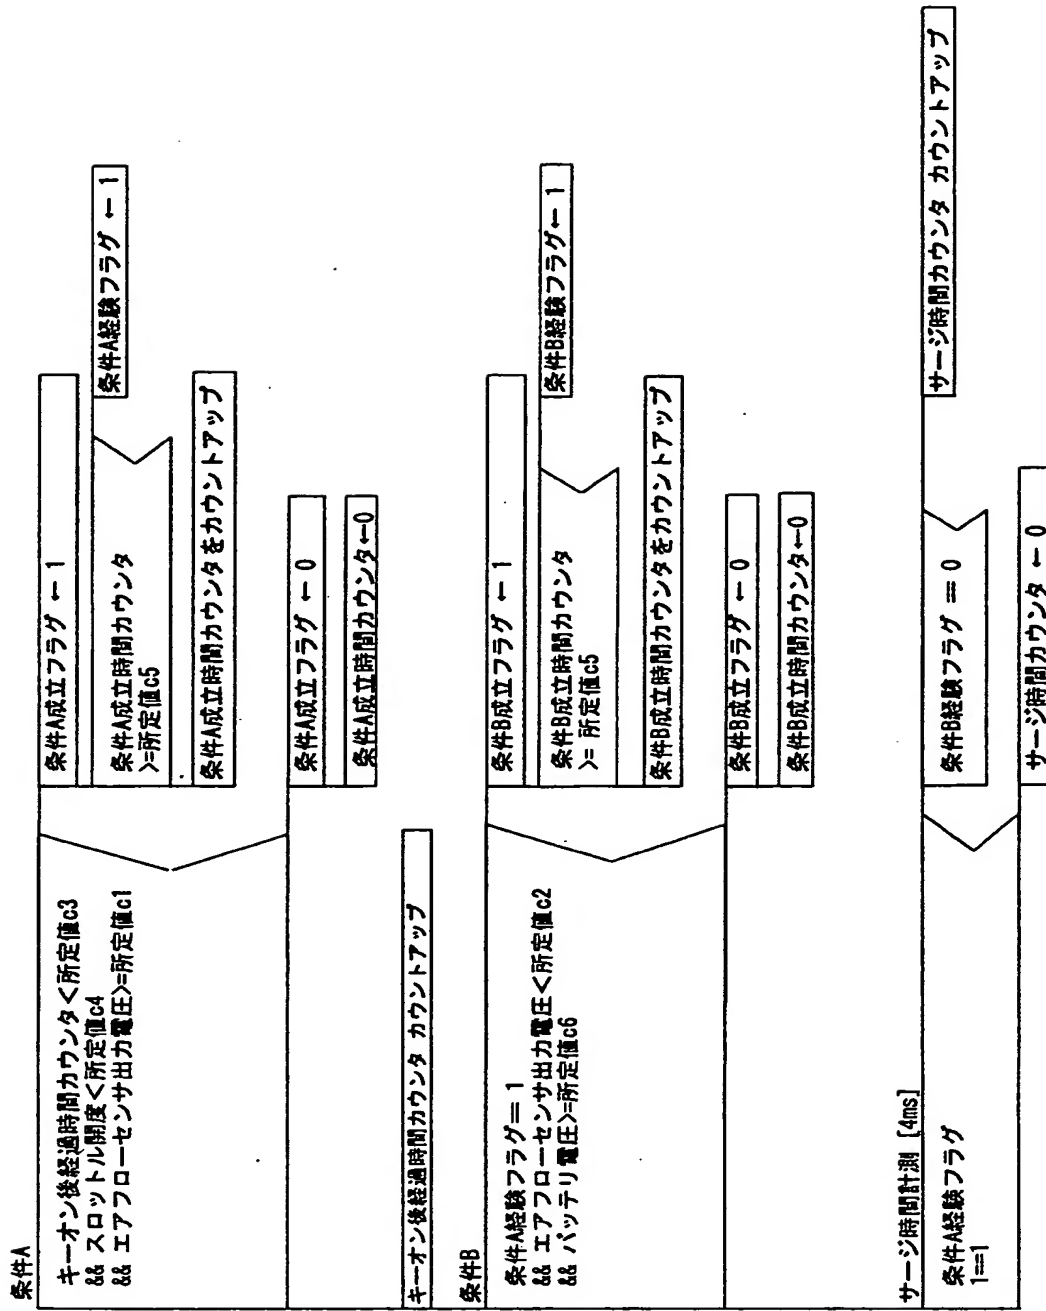 条件A
キーオン後経過時間カウンタ<所定値c3
&& スロットル開度<所定値c4
&& エアフローセンサ出力電圧>=所定値c1
条件A成立フラグ ← 1
条件A成立時間カウンタ
>=所定値c5
条件A経験フラグ ← 1
条件A成立時間カウンタをカウントアップ
条件A成立フラグ ← 0
条件A成立時間カウンタ←0
キーオン後経過時間カウンタ カウントアップ
条件B
条件A経験フラグ＝1
&& エアフローセンサ出力電圧<所定値c2
&& バッテリ電圧>=所定値c6
条件B成立フラグ ← 1
条件B成立時間カウンタ
>= 所定値c5
条件B経験フラグ← 1
条件B成立時間カウンタをカウントアップ
条件B成立フラグ ← 0
条件B成立時間カウンタ←0
サージ時間計測 [4ms]
条件A経験フラグ
1==1
条件B経験フラグ == 0
サージ時間カウンタ カウントアップ
サージ時間カウンタ ← 0